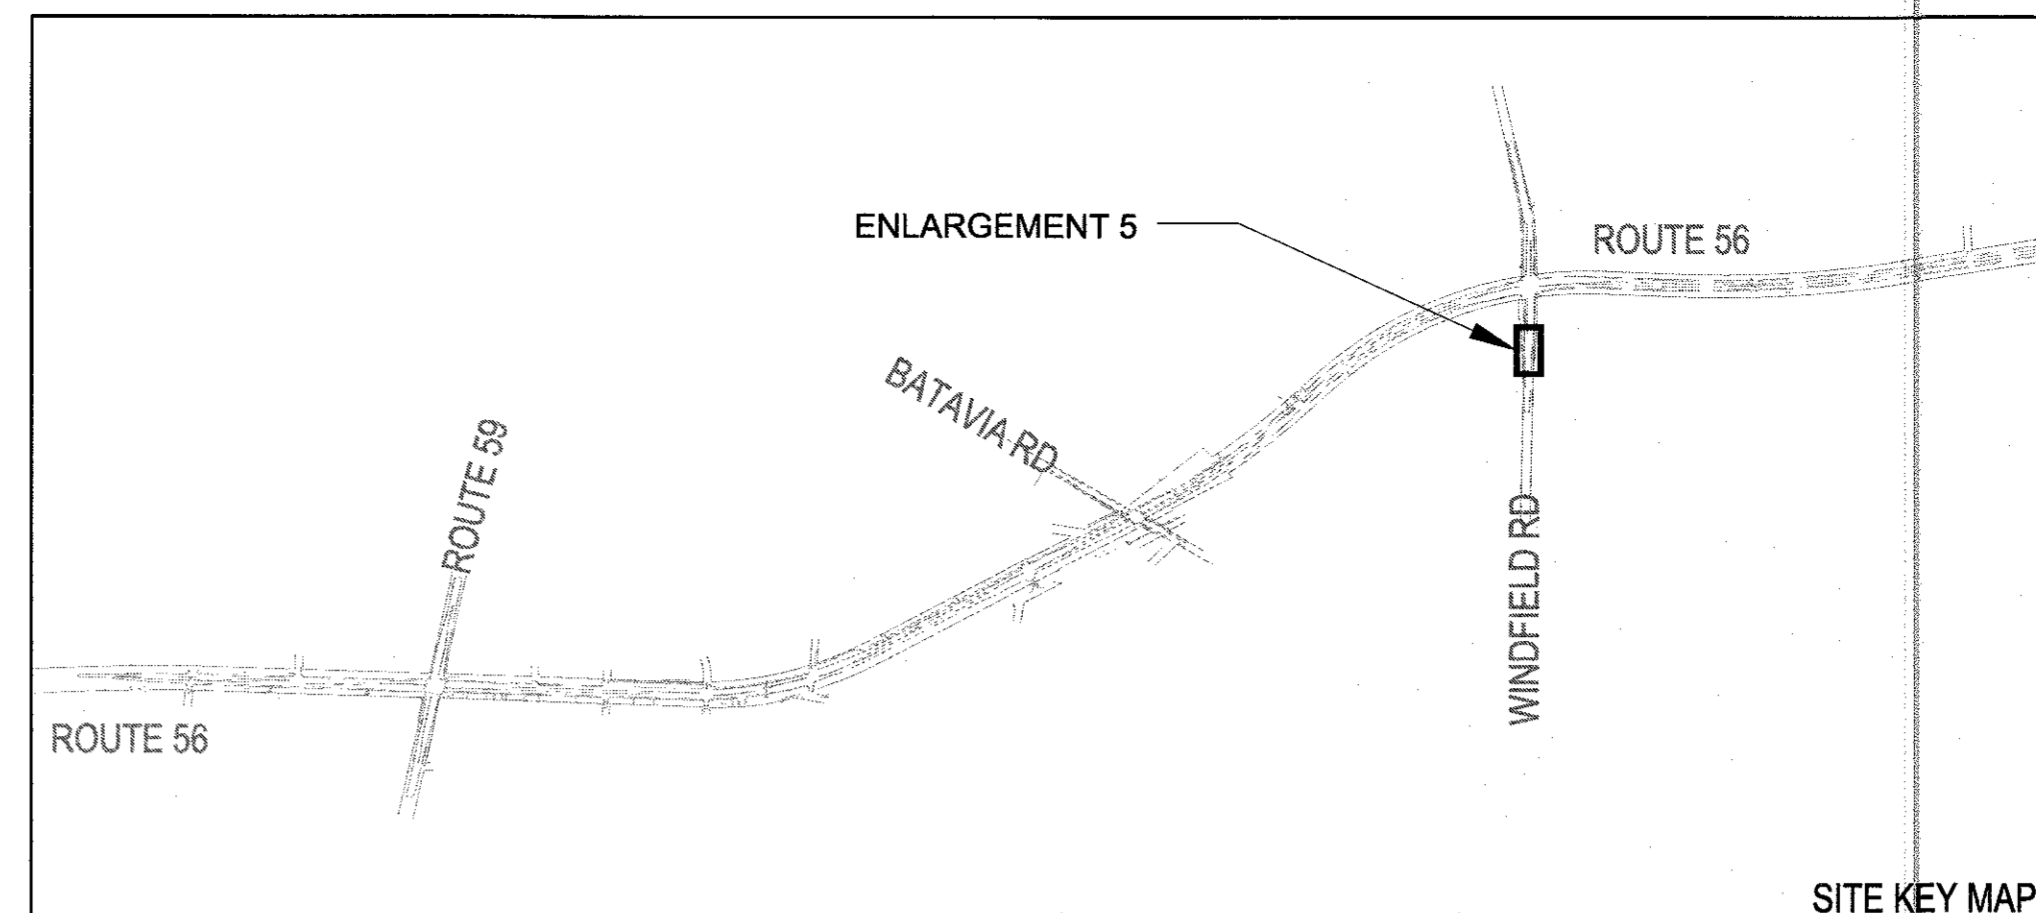 ENLARGEMENT 5
ROUTE 56
BATAVIA RD
ROUTE 59
WINDFIELD RD
ROUTE 56
SITE KEY MAP